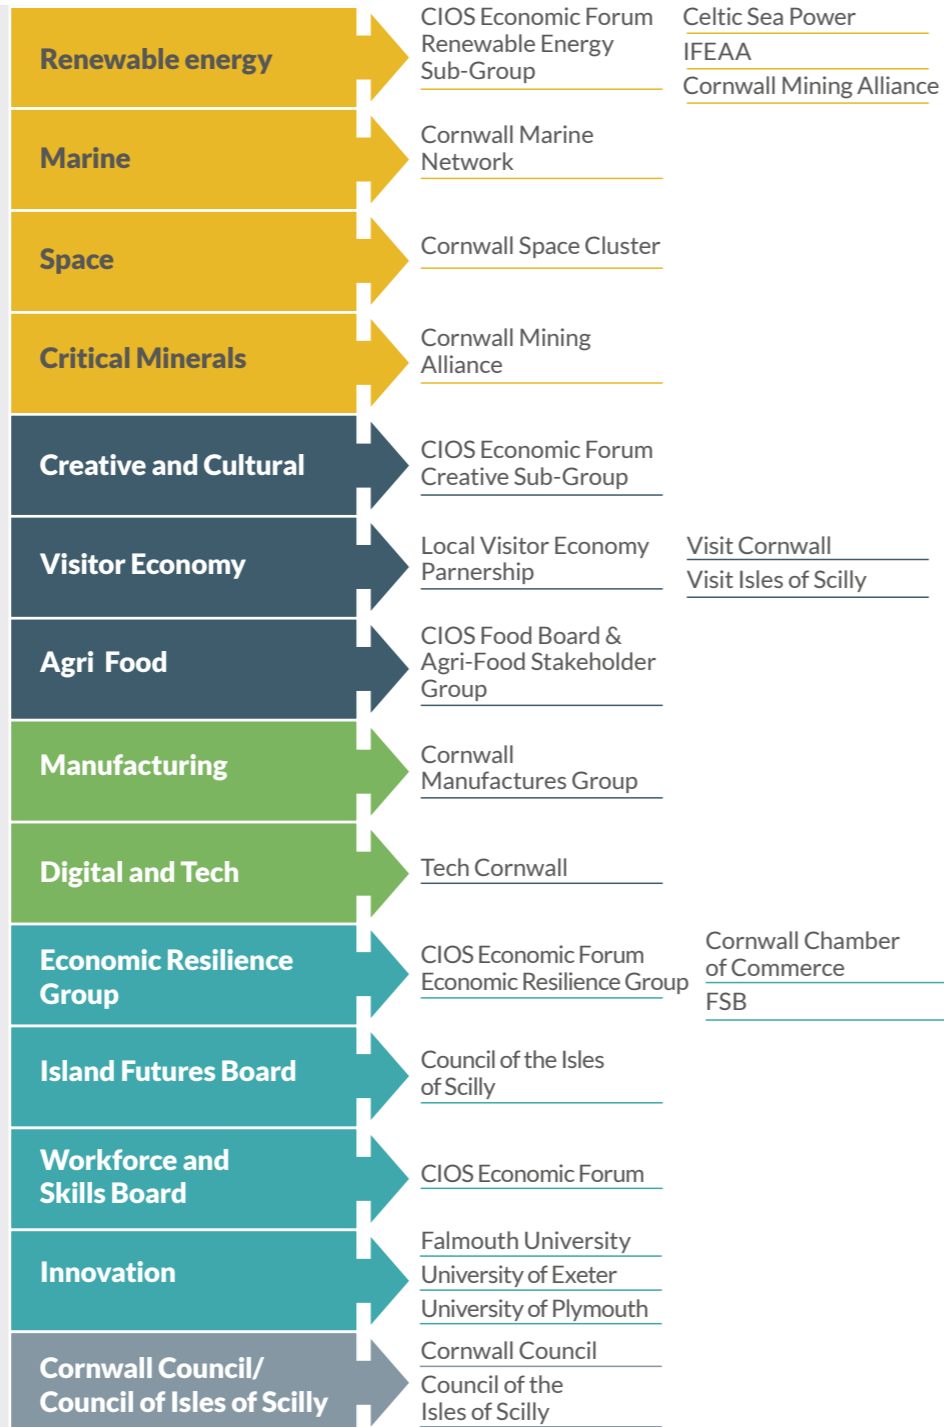 Renewable energy
CIOS Economic Forum
Renewable Energy
Sub-Group
Celtic Sea Power
IFEAA
Cornwall Mining Alliance
Marine
Cornwall Marine
Network
Space
Cornwall Space Cluster
Critical Minerals
Cornwall Mining
Alliance
Creative and Cultural
CIOS Economic Forum
Creative Sub-Group
Visitor Economy
Local Visitor Economy
Parnership
Visit Cornwall
Visit Isles of Scilly
Agri Food
CIOS Food Board &
Agri-Food Stakeholder
Group
Manufacturing
Cornwall
Manufactures Group
Digital and Tech
Tech Cornwall
Economic Resilience
Group
CIOS Economic Forum
Economic Resilience Group
Cornwall Chamber
of Commerce
FSB
Island Futures Board
Council of the Isles
of Scilly
Workforce and
Skills Board
CIOS Economic Forum
Innovation
Falmouth University
University of Exeter
University of Plymouth
Cornwall Council/
Council of Isles of Scilly
Cornwall Council
Council of the
Isles of Scilly